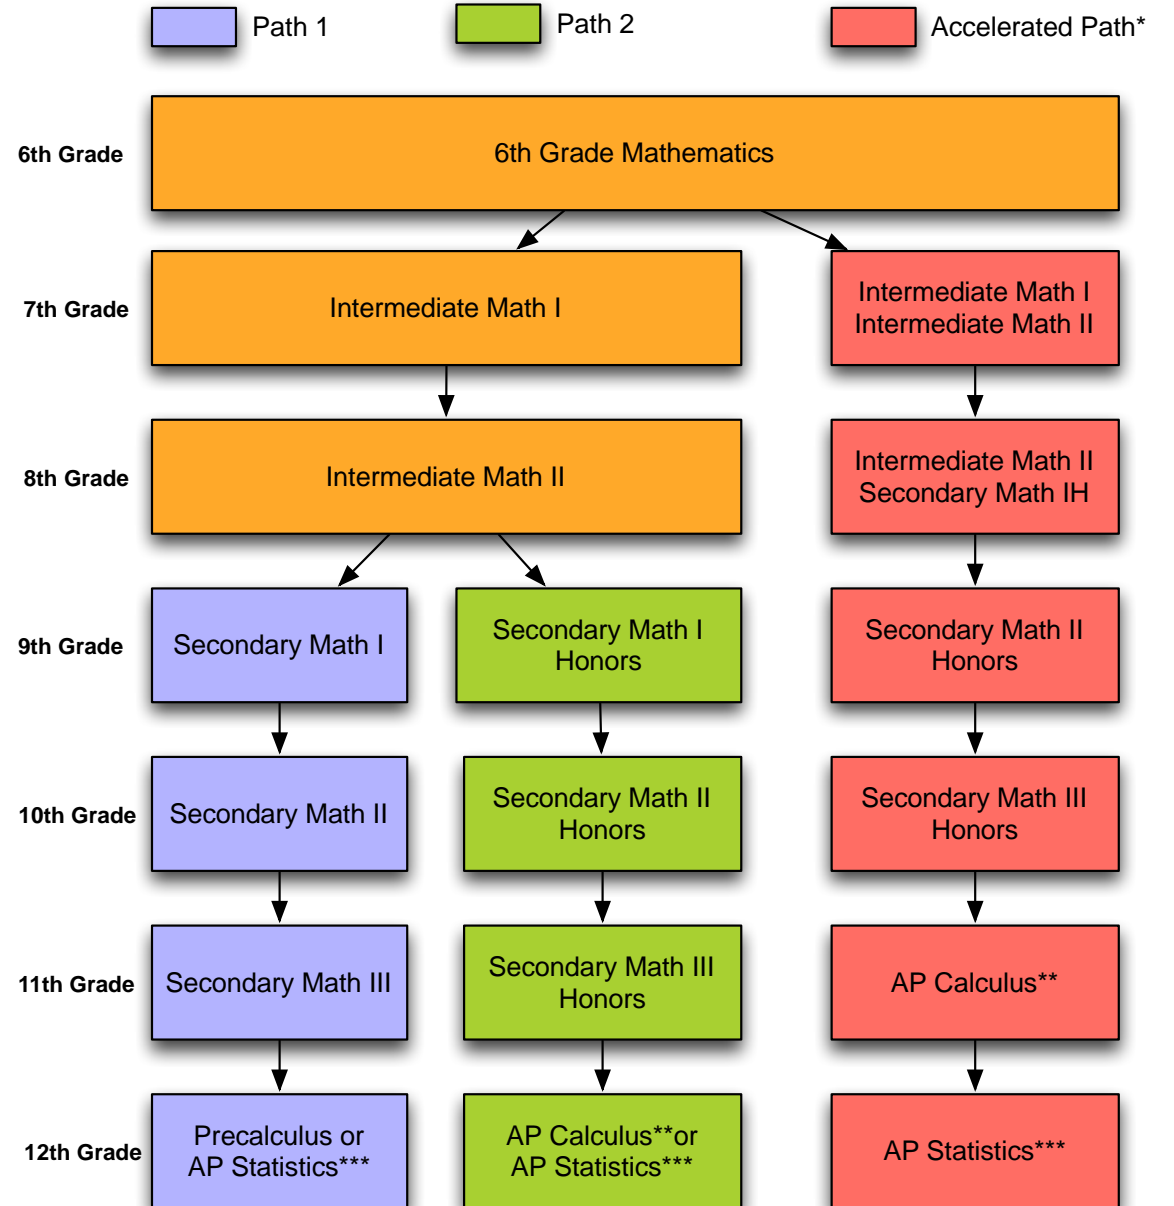 Path 1
Path 2
Accelerated Path*
6th Grade
6th Grade Mathematics
7th Grade
Intermediate Math I
Intermediate Math I
Intermediate Math II
8th Grade
Intermediate Math II
Intermediate Math II
Secondary Math IH
9th Grade
Secondary Math I
Secondary Math I
Honors
Secondary Math II
Honors
10th Grade
Secondary Math II
Secondary Math II
Honors
Secondary Math III
Honors
11th Grade
Secondary Math III
Secondary Math III
Honors
AP Calculus**
12th Grade
Precalculus or
AP Statistics***
AP Calculus**or
AP Statistics***
AP Statistics***